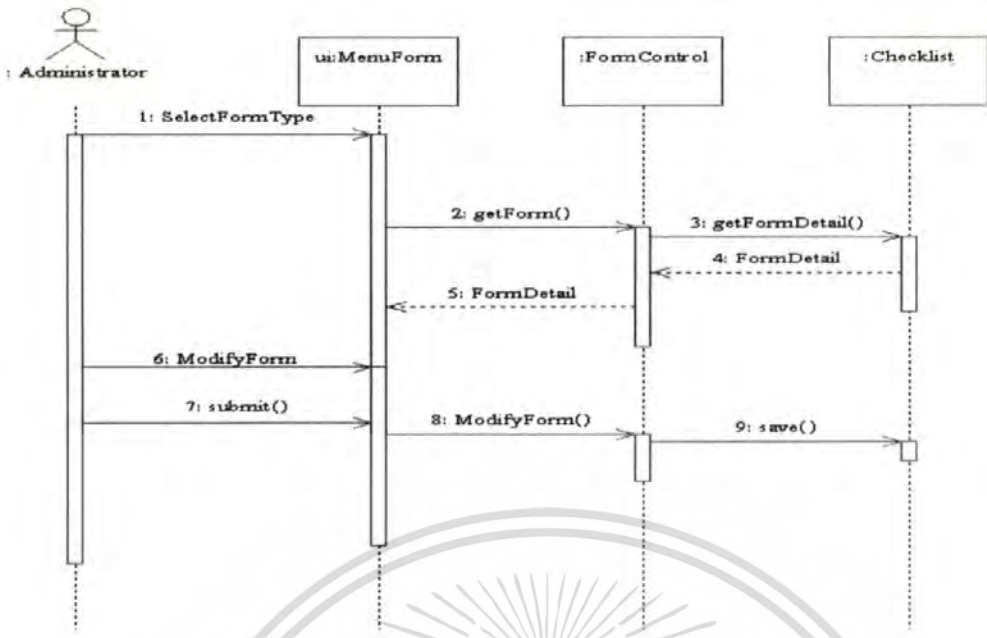 : Administrator
ui:MenuForm
:FormControl
:Checklist
1: SelectFormType
2: getForm()
3: getFormDetail()
4: FormDetail
5: FormDetail
6: ModifyForm
7: submit()
8: ModifyForm()
9: save()